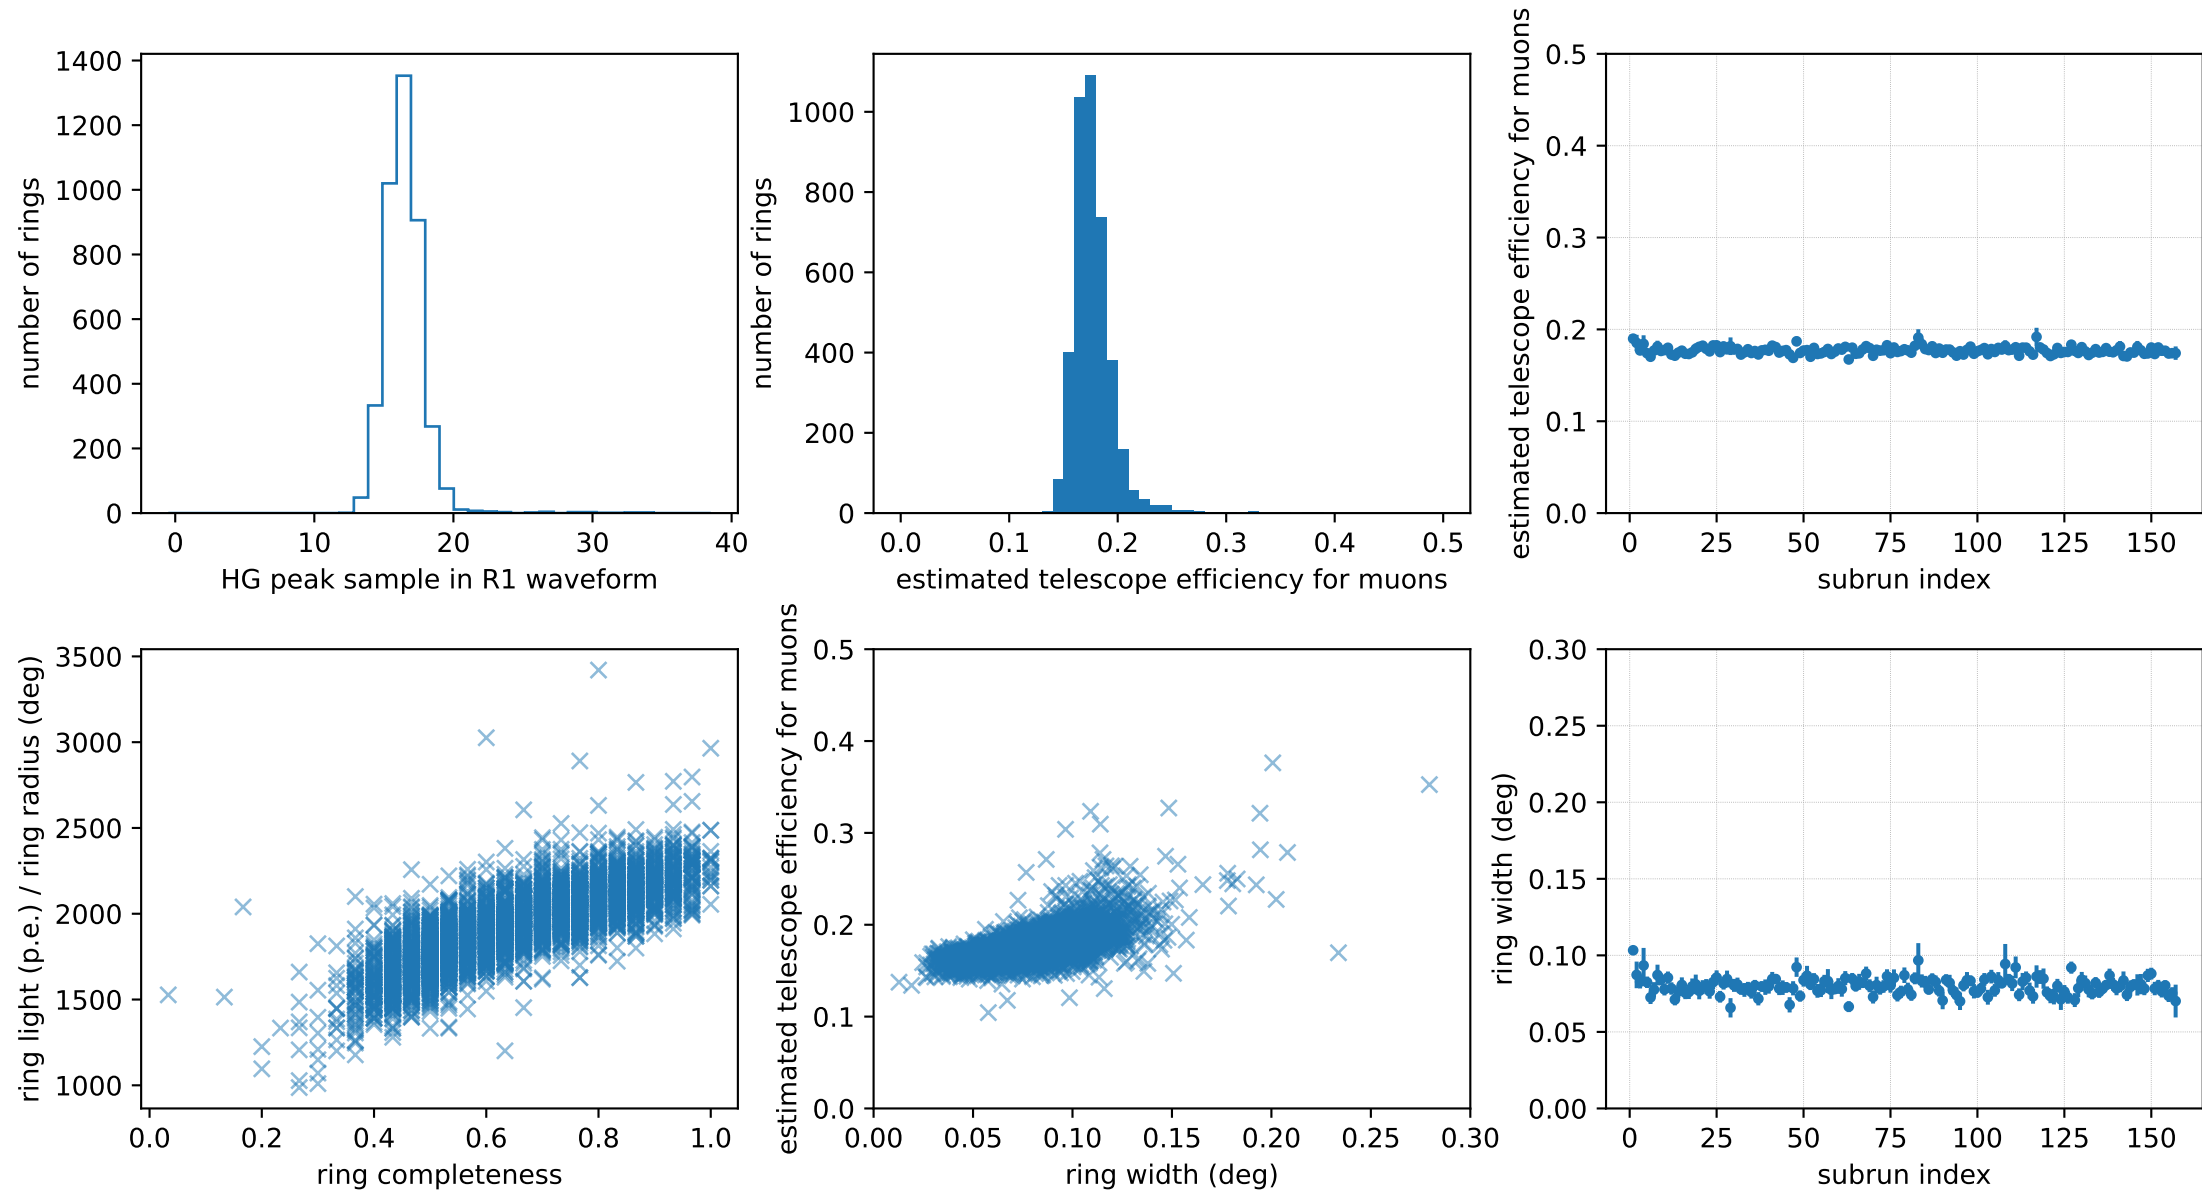 number of rings
1400
1200
1000
800
600
400
200
0
0 10 20 30 40
HG peak sample in R1 waveform
number of rings
1000
800
600
400
200
0
0.0 0.1 0.2 0.3 0.4 0.5
estimated telescope efficiency for muons
estimated telescope efficiency for muons
0.5
0.4
0.3
0.2
0.1
0.0
0 25 50 75 100 125 150
subrun index
ring light (p.e.) / ring radius (deg)
3500
3000
2500
2000
1500
1000
0.0 0.2 0.4 0.6 0.8 1.0
ring completeness
estimated telescope efficiency for muons
0.5
0.4
0.3
0.2
0.1
0.0
0.00 0.05 0.10 0.15 0.20 0.25 0.30
ring width (deg)
ring width (deg)
0.30
0.25
0.20
0.15
0.10
0.05
0.00
0 25 50 75 100 125 150
subrun index